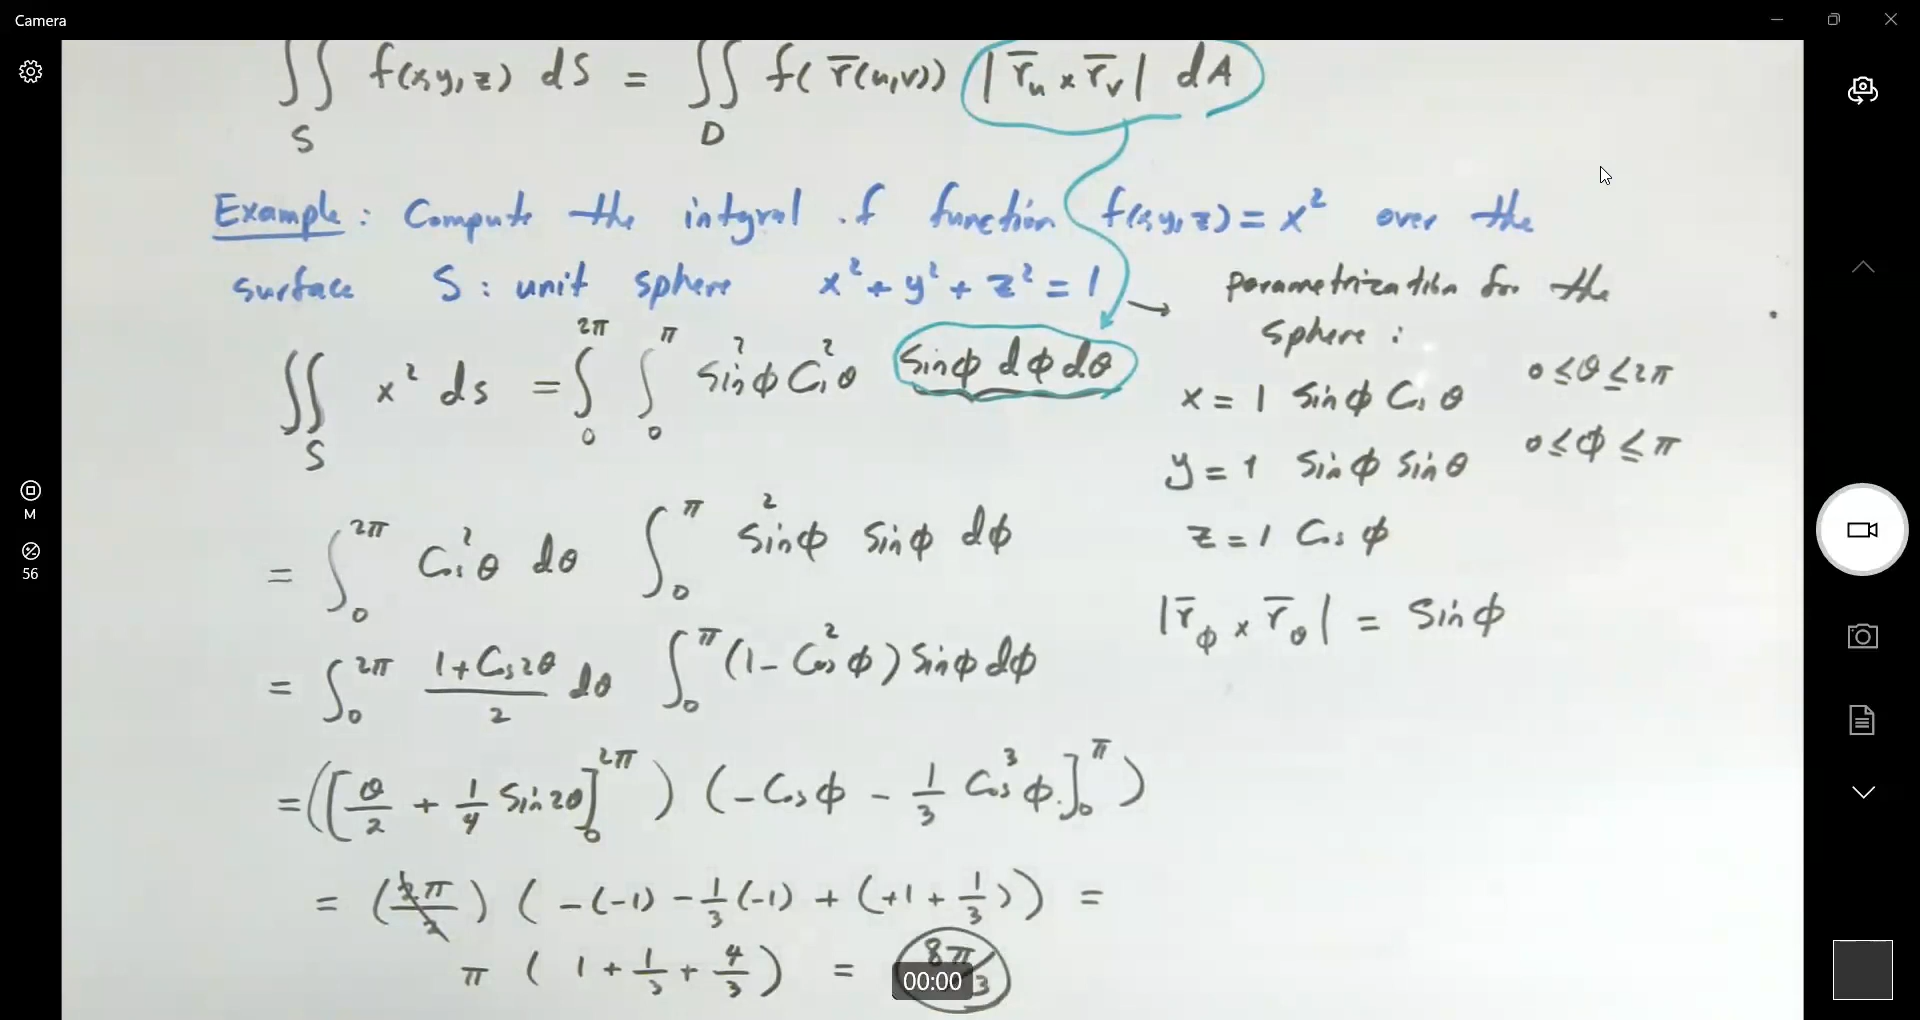 Camera
∬_S f(x,y,z) dS = ∬_D f( r̄(u,v)) | r̄_u × r̄_v | dA
Example : Compute the integral of function f(x,y,z) = x² over the
surface S : unit sphere x² + y² + z² = 1 →
parametrization for the
sphere :
∬_S x² ds = ∫_0^2π ∫_0^π sin²ϕ Cos²θ sinϕ dϕ dθ
x = 1 sinϕ Cosθ 0 ≤ θ ≤ 2π
y = 1 sinϕ sinθ 0 ≤ ϕ ≤ π
z = 1 Cosϕ
= ∫_0^2π Cos²θ dθ ∫_0^π sin²ϕ sinϕ dϕ
| r̄_ϕ × r̄_θ | = sinϕ
= ∫_0^2π (1 + Cos2θ)/2 dθ ∫_0^π (1 - Cos²ϕ) sinϕ dϕ
= ([θ/2 + 1/4 sin2θ]_0^2π) (-Cosϕ - 1/3 Cos³ϕ]_0^π)
= (2π/2) ( -(-1) - 1/3 (-1) + (+1 + 1/3)) =
π ( 1 + 1/3 + 4/3 ) = 8π/3
00:00
M
56